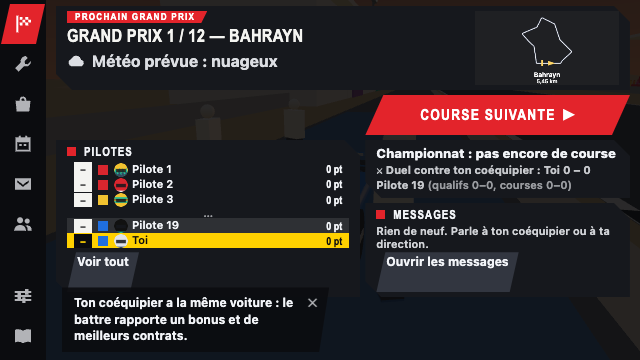 PROCHAIN GRAND PRIX
GRAND PRIX 1 / 12 — BAHRAYN
Météo prévue : nuageux
Bahrayn
5,45 km
COURSE SUIVANTE ▶
PILOTES
– Pilote 1 0 pt
– Pilote 2 0 pt
– Pilote 3 0 pt
...
– Pilote 19 0 pt
– Toi 0 pt
Voir tout
Championnat : pas encore de course
× Duel contre ton coéquipier : Toi 0 – 0
Pilote 19 (qualifs 0–0, courses 0–0)
MESSAGES
Rien de neuf. Parle à ton coéquipier ou à ta
direction.
Ouvrir les messages
Ton coéquipier a la même voiture : le
battre rapporte un bonus et de
meilleurs contrats.